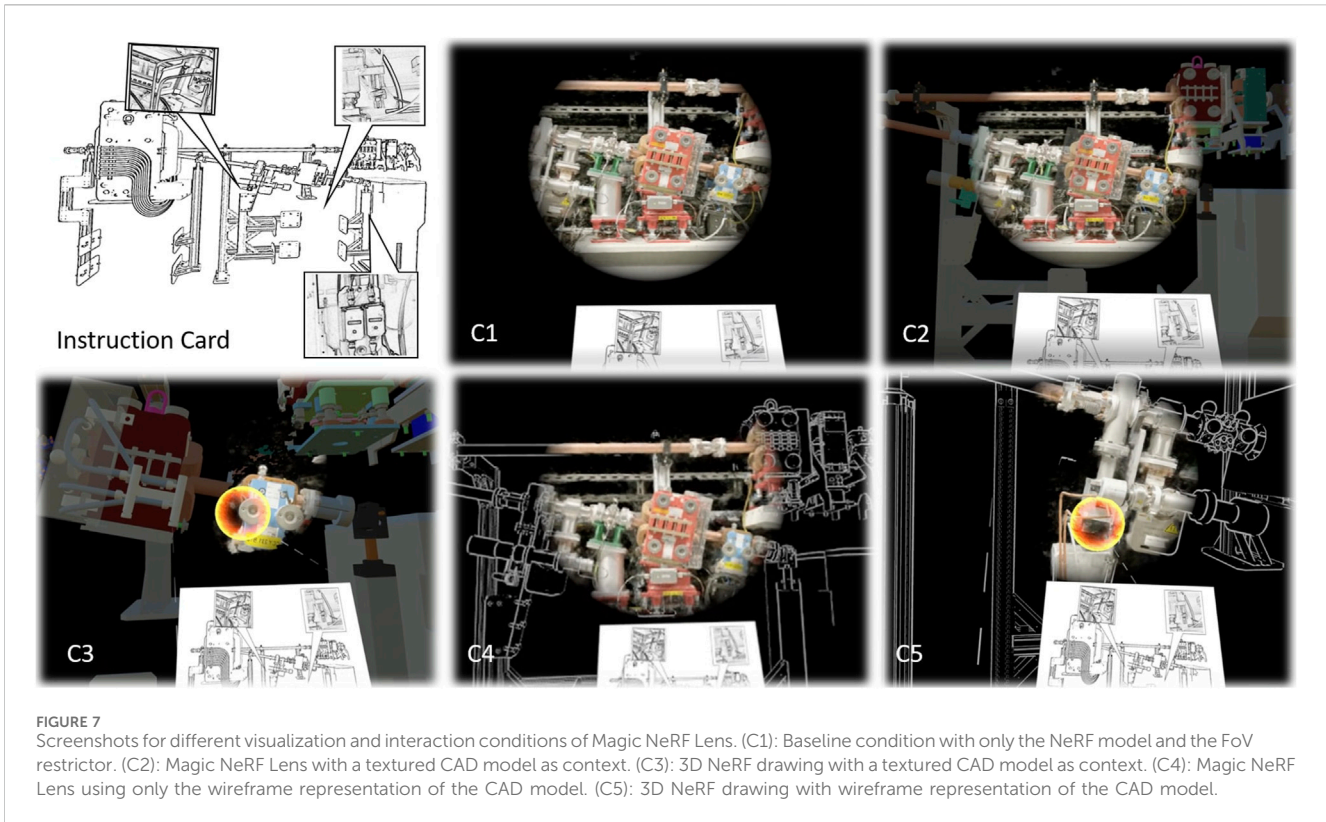 Instruction Card
C1
C2
C3
C4
C5
FIGURE 7
Screenshots for different visualization and interaction conditions of Magic NeRF Lens. (C1): Baseline condition with only the NeRF model and the FoV
restrictor. (C2): Magic NeRF Lens with a textured CAD model as context. (C3): 3D NeRF drawing with a textured CAD model as context. (C4): Magic NeRF
Lens using only the wireframe representation of the CAD model. (C5): 3D NeRF drawing with wireframe representation of the CAD model.